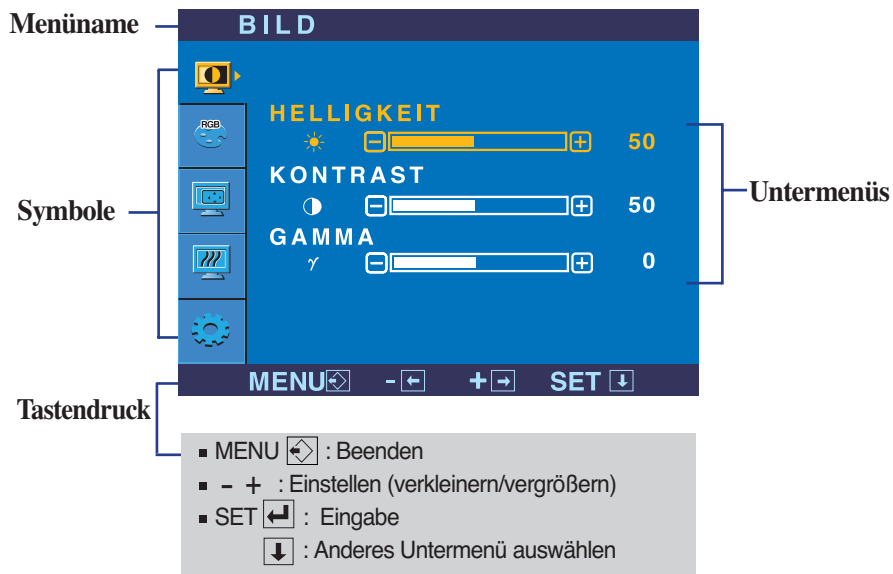 Menüname
BILD
RGB
HELLIGKEIT
50
KONTRAST
50
GAMMA
γ
0
Symbole
Untermenüs
MENU - + SET
Tastendruck
MENU : Beenden
- + : Einstellen (verkleinern/vergrößern)
SET : Eingabe
: Anderes Untermenü auswählen